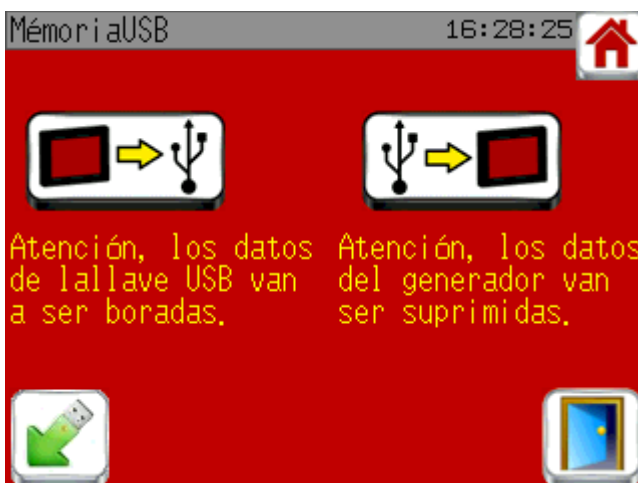 MémoriaUSB 16:28:25
Atención, los datos
de lallave USB van
a ser boradas.
Atención, los datos
del generador van
ser suprimidas.